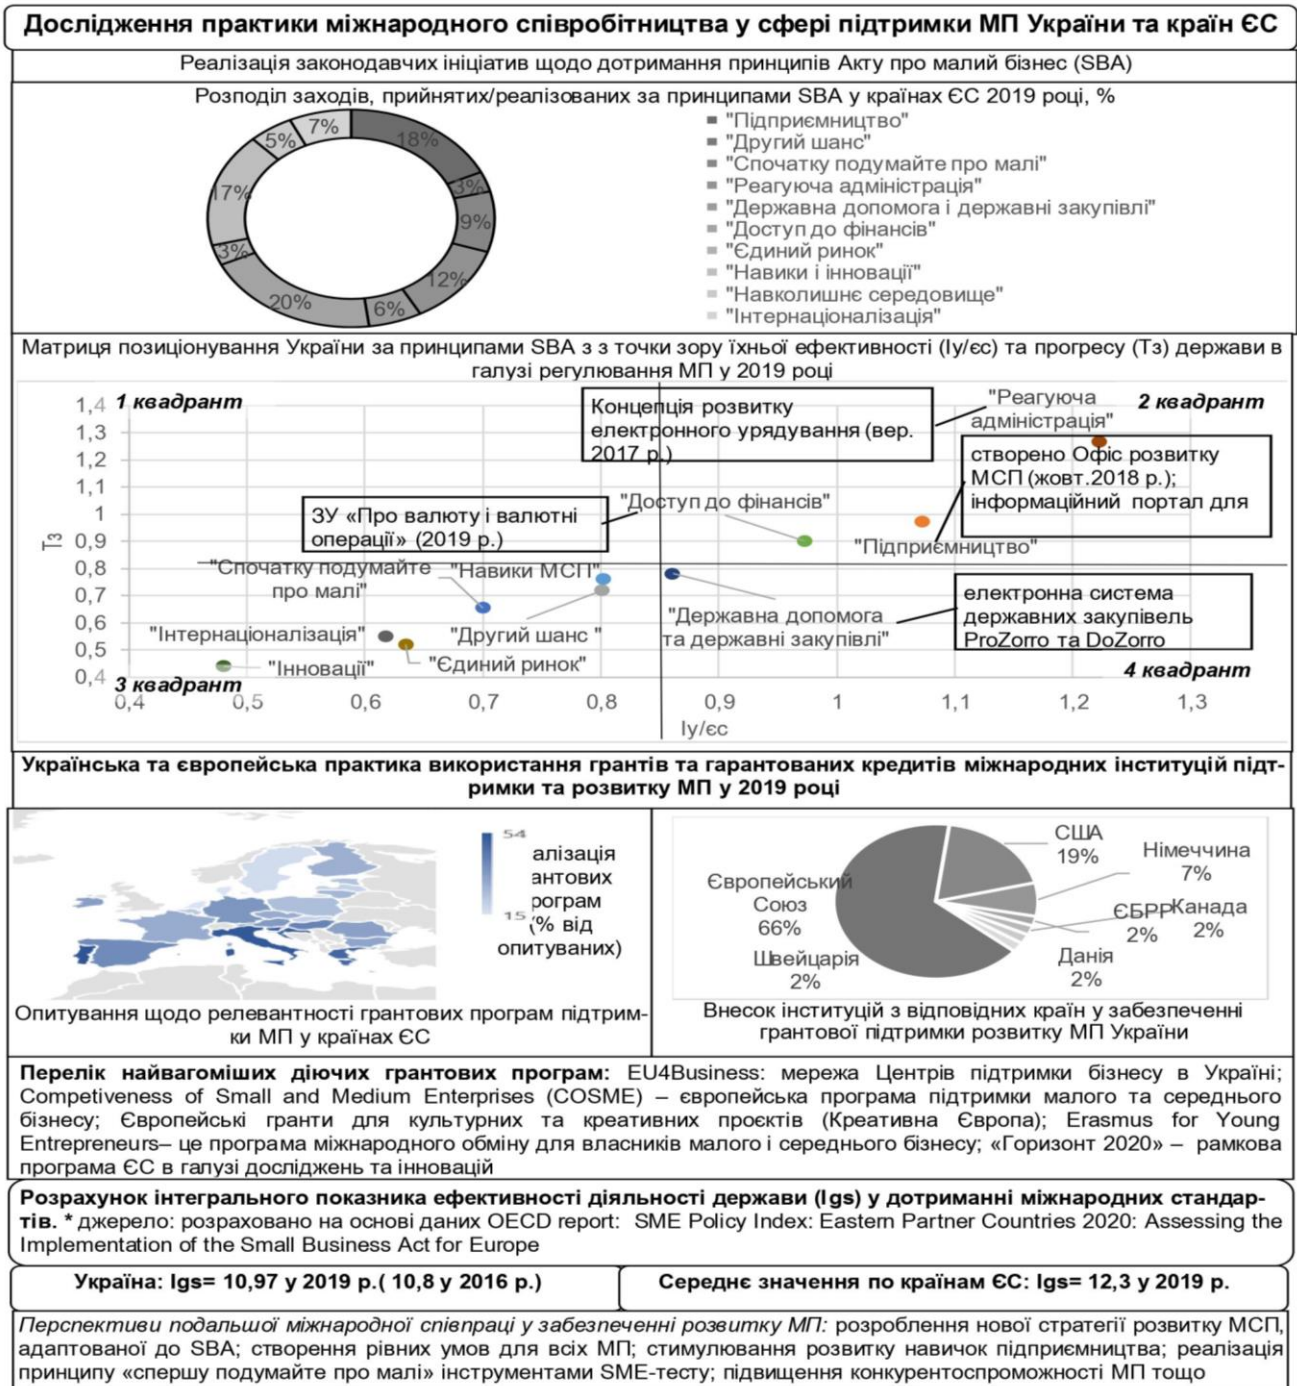 Дослідження практики міжнародного співробітництва у сфері підтримки МП України та країн ЄС
Реалізація законодавчих ініціатив щодо дотримання принципів Акту про малий бізнес (SBA)
Розподіл заходів, прийнятих/реалізованих за принципами SBA у країнах ЄС 2019 році, %
18%
3%
9%
12%
6%
20%
3%
17%
5%
7%
"Підприємництво"
"Другий шанс"
"Спочатку подумайте про малі"
"Реагуюча адміністрація"
"Державна допомога і державні закупівлі"
"Доступ до фінансів"
"Єдиний ринок"
"Навики і інновації"
"Навколишнє середовище"
"Інтернаціоналізація"
Матриця позиціонування України за принципами SBA з з точки зору їхньої ефективності (Іу/єс) та прогресу (Тз) держави в
галузі регулювання МП у 2019 році
1 квадрант
2 квадрант
3 квадрант
4 квадрант
Тз
1,4
1,3
1,2
1,1
1
0,9
0,8
0,7
0,6
0,5
0,4
Концепція розвитку
електронного урядування (вер.
2017 р.)
"Реагуюча
адміністрація"
створено Офіс розвитку
МСП (жовт.2018 р.);
інформаційний портал для
ЗУ «Про валюту і валютні
операції» (2019 р.)
"Доступ до фінансів"
"Підприємництво"
"Спочатку подумайте
про малі"
"Навики МСП"
"Другий шанс "
"Державна допомога
та державні закупівлі"
електронна система
державних закупівель
ProZorro та DoZorro
"Інтернаціоналізація"
"Інновації"
"Єдиний ринок"
0,4
0,5
0,6
0,7
0,8
0,9
1
1,1
1,2
1,3
Іу/єс
Українська та європейська практика використання грантів та гарантованих кредитів міжнародних інституцій підт-
римки та розвитку МП у 2019 році
54
15
алізація
антових
рограм
(% від
опитуваних)
Опитування щодо релевантності грантових програм підтрим-
ки МП у країнах ЄС
Європейський
Союз
66%
США
19%
Німеччина
7%
ЄБРР
2%
Канада
2%
Данія
2%
Швейцарія
2%
Внесок інституцій з відповідних країн у забезпеченні
грантової підтримки розвитку МП України
Перелік найвагоміших діючих грантових програм: EU4Business: мережа Центрів підтримки бізнесу в Україні;
Competiveness of Small and Medium Enterprises (COSME) – європейська програма підтримки малого та середнього
бізнесу; Європейські гранти для культурних та креативних проєктів (Креативна Європа); Erasmus for Young
Entrepreneurs– це програма міжнародного обміну для власників малого і середнього бізнесу; «Горизонт 2020» – рамкова
програма ЄС в галузі досліджень та інновацій
Розрахунок інтегрального показника ефективності діяльності держави (Igs) у дотриманні міжнародних стандар-
тів. * джерело: розраховано на основі даних OECD report: SME Policy Index: Eastern Partner Countries 2020: Assessing the
Implementation of the Small Business Act for Europe
Україна: Igs= 10,97 у 2019 р.( 10,8 у 2016 р.)
Середнє значення по країнам ЄС: Igs= 12,3 у 2019 р.
Перспективи подальшої міжнародної співпраці у забезпеченні розвитку МП: розроблення нової стратегії розвитку МСП,
адаптованої до SBA; створення рівних умов для всіх МП; стимулювання розвитку навичок підприємництва; реалізація
принципу «спершу подумайте про малі» інструментами SME-тесту; підвищення конкурентоспроможності МП тощо